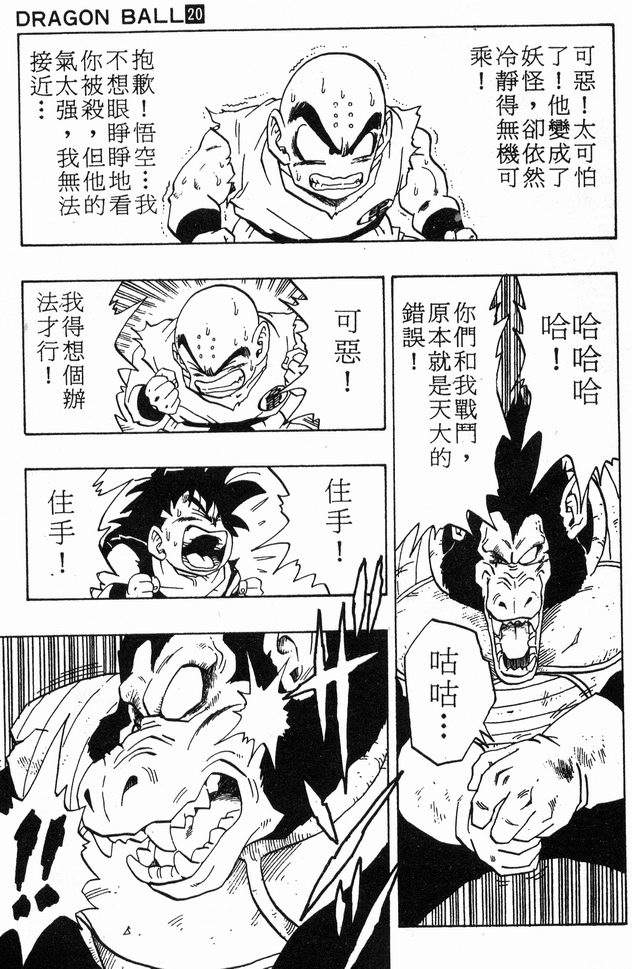 DRAGON BALL 20
可惡！太可怕
了！他變成了
妖怪，卻依然
冷靜得無機可
乘！
抱歉！悟空…我
不想眼睜睜地看
你被殺，但他的
氣太强，我無法
接近…
哈哈哈
哈！
你們和我戰鬥，
原本就是天大的
錯誤！
咕咕…
可惡！
我得想個辦
法才行！
住手！
住手！
!!